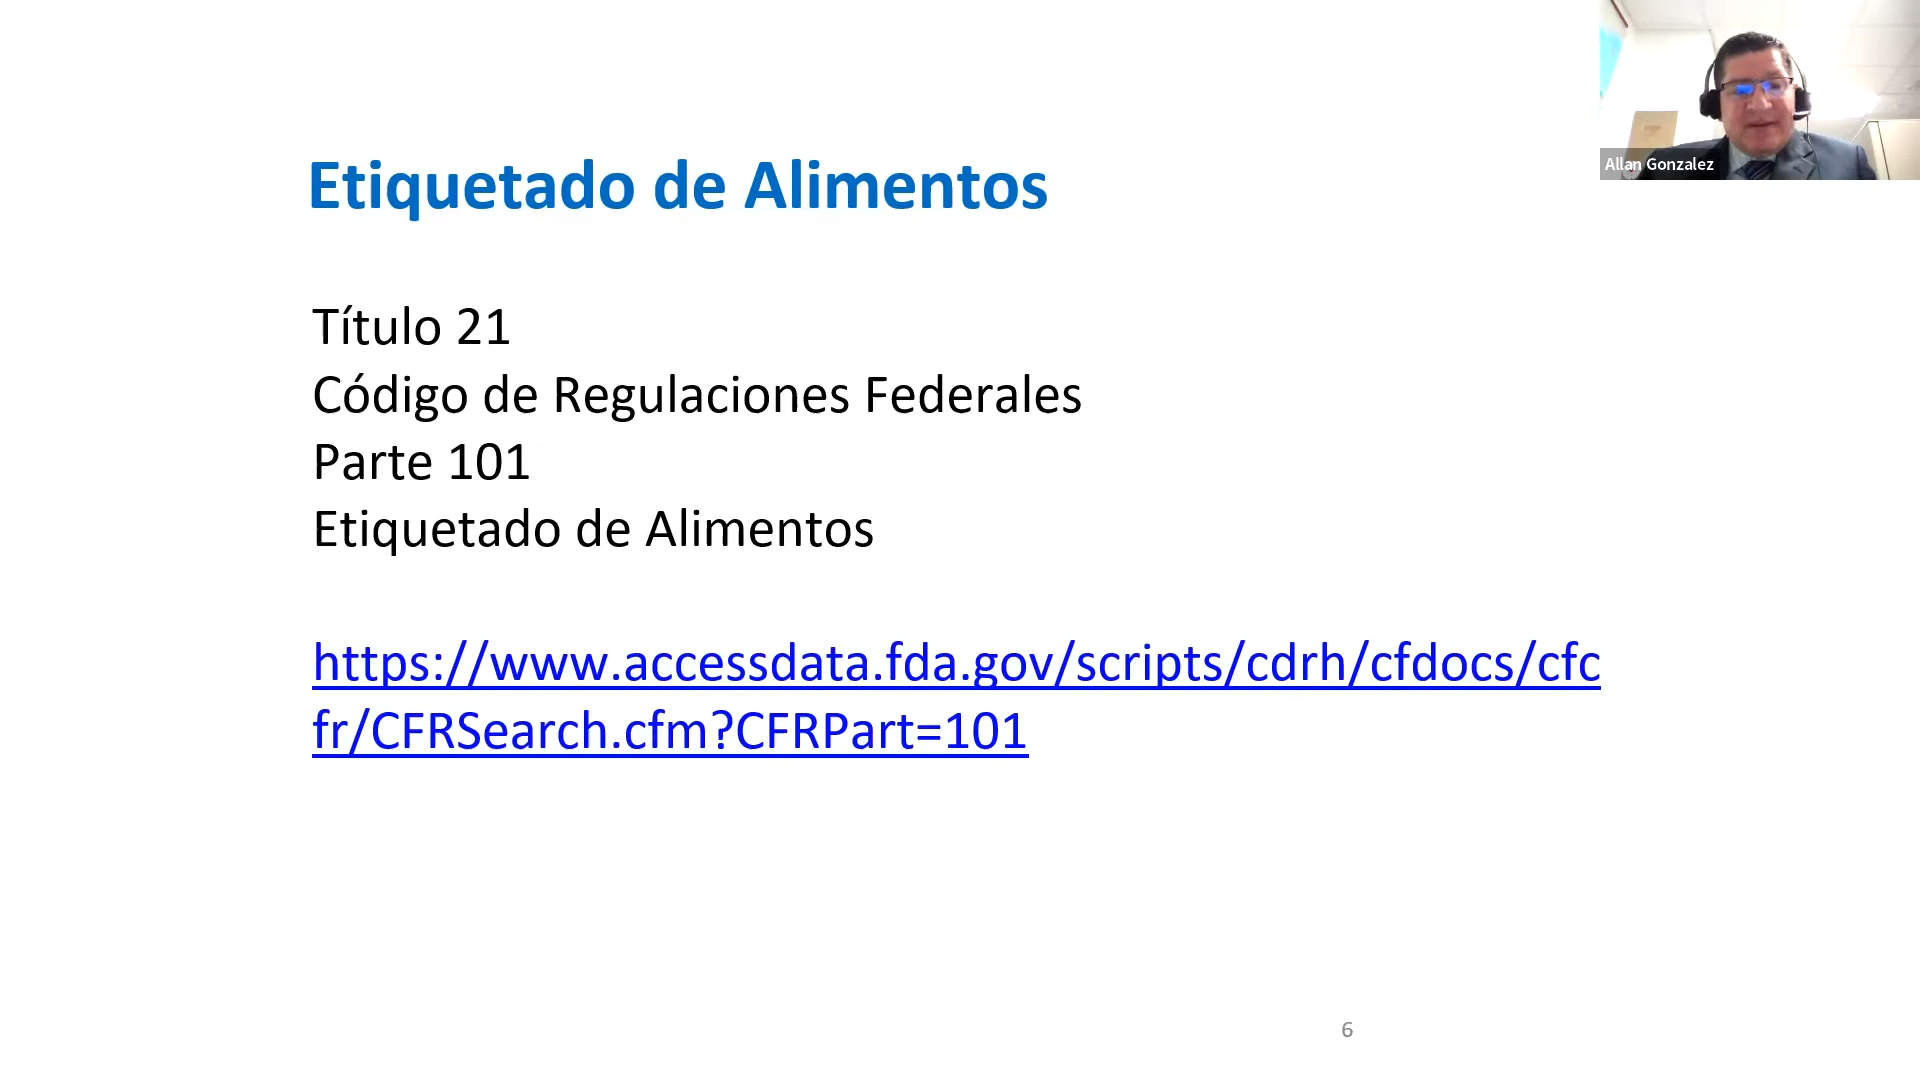 Etiquetado de Alimentos
Allan Gonzalez
Título 21
Código de Regulaciones Federales
Parte 101
Etiquetado de Alimentos
https://www.accessdata.fda.gov/scripts/cdrh/cfdocs/cfc
fr/CFRSearch.cfm?CFRPart=101
6